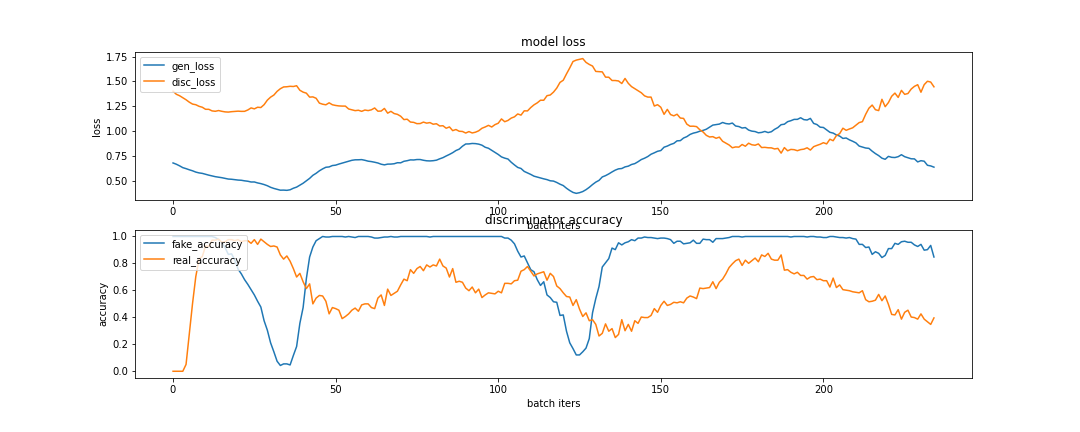 model loss
1.75
1.50
1.25
1.00
0.75
0.50
loss
gen_loss
disc_loss
0 50 100 150 200
batch iters
discriminator accuracy
1.0
0.8
0.6
0.4
0.2
0.0
accuracy
fake_accuracy
real_accuracy
0 50 100 150 200
batch iters